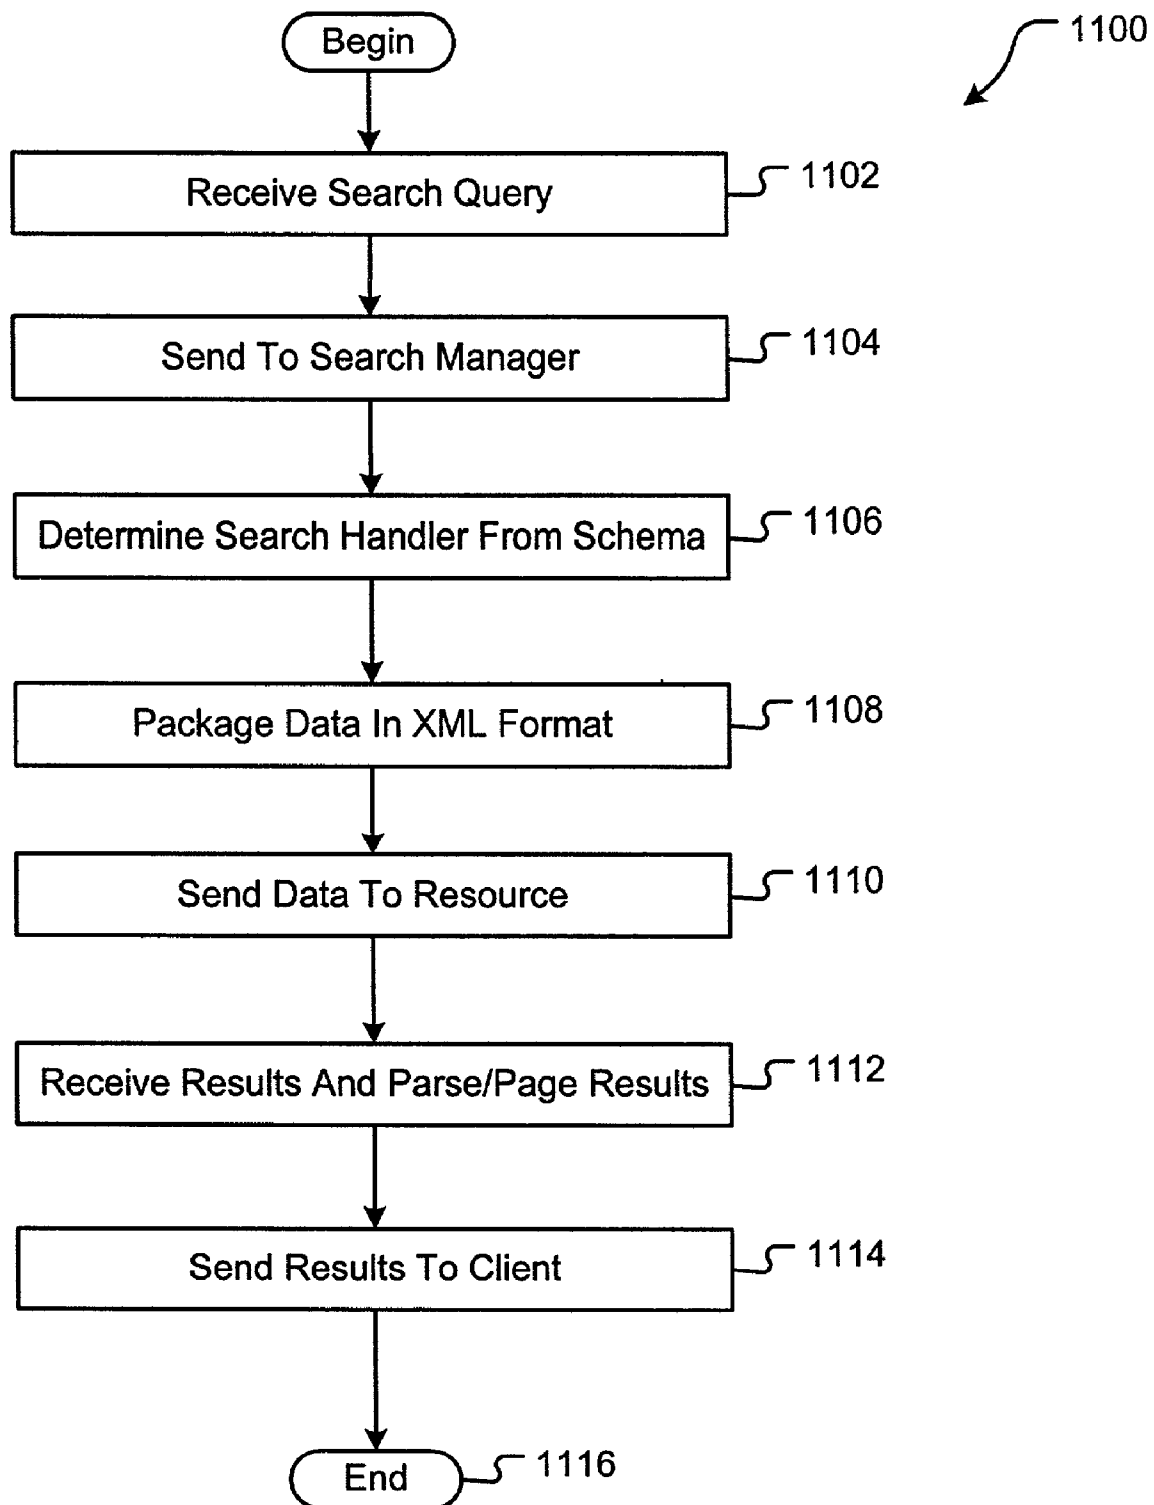 Begin
1100
Receive Search Query
1102
Send To Search Manager
1104
Determine Search Handler From Schema
1106
Package Data In XML Format
1108
Send Data To Resource
1110
Receive Results And Parse/Page Results
1112
Send Results To Client
1114
End
1116